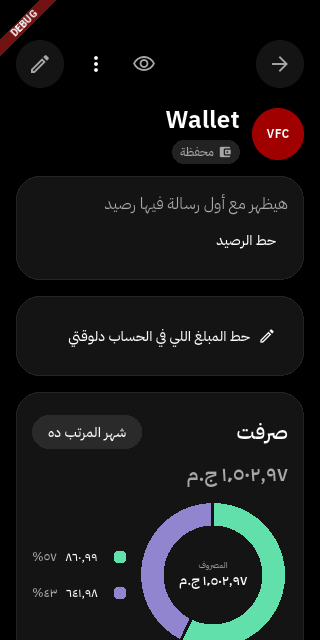 DEBUG
Wallet
VFC
محفظة
هيظهر مع أول رسالة فيها رصيد
حط الرصيد
حط المبلغ اللي في الحساب دلوقتي
صرفت
شهر المرتب ده
١,٥٠٢,٩٧ ج.م
المصروف
١,٥٠٢,٩٧ ج.م
٨٦٠,٩٩ ٥٧%
٦٤١,٩٨ ٤٣%